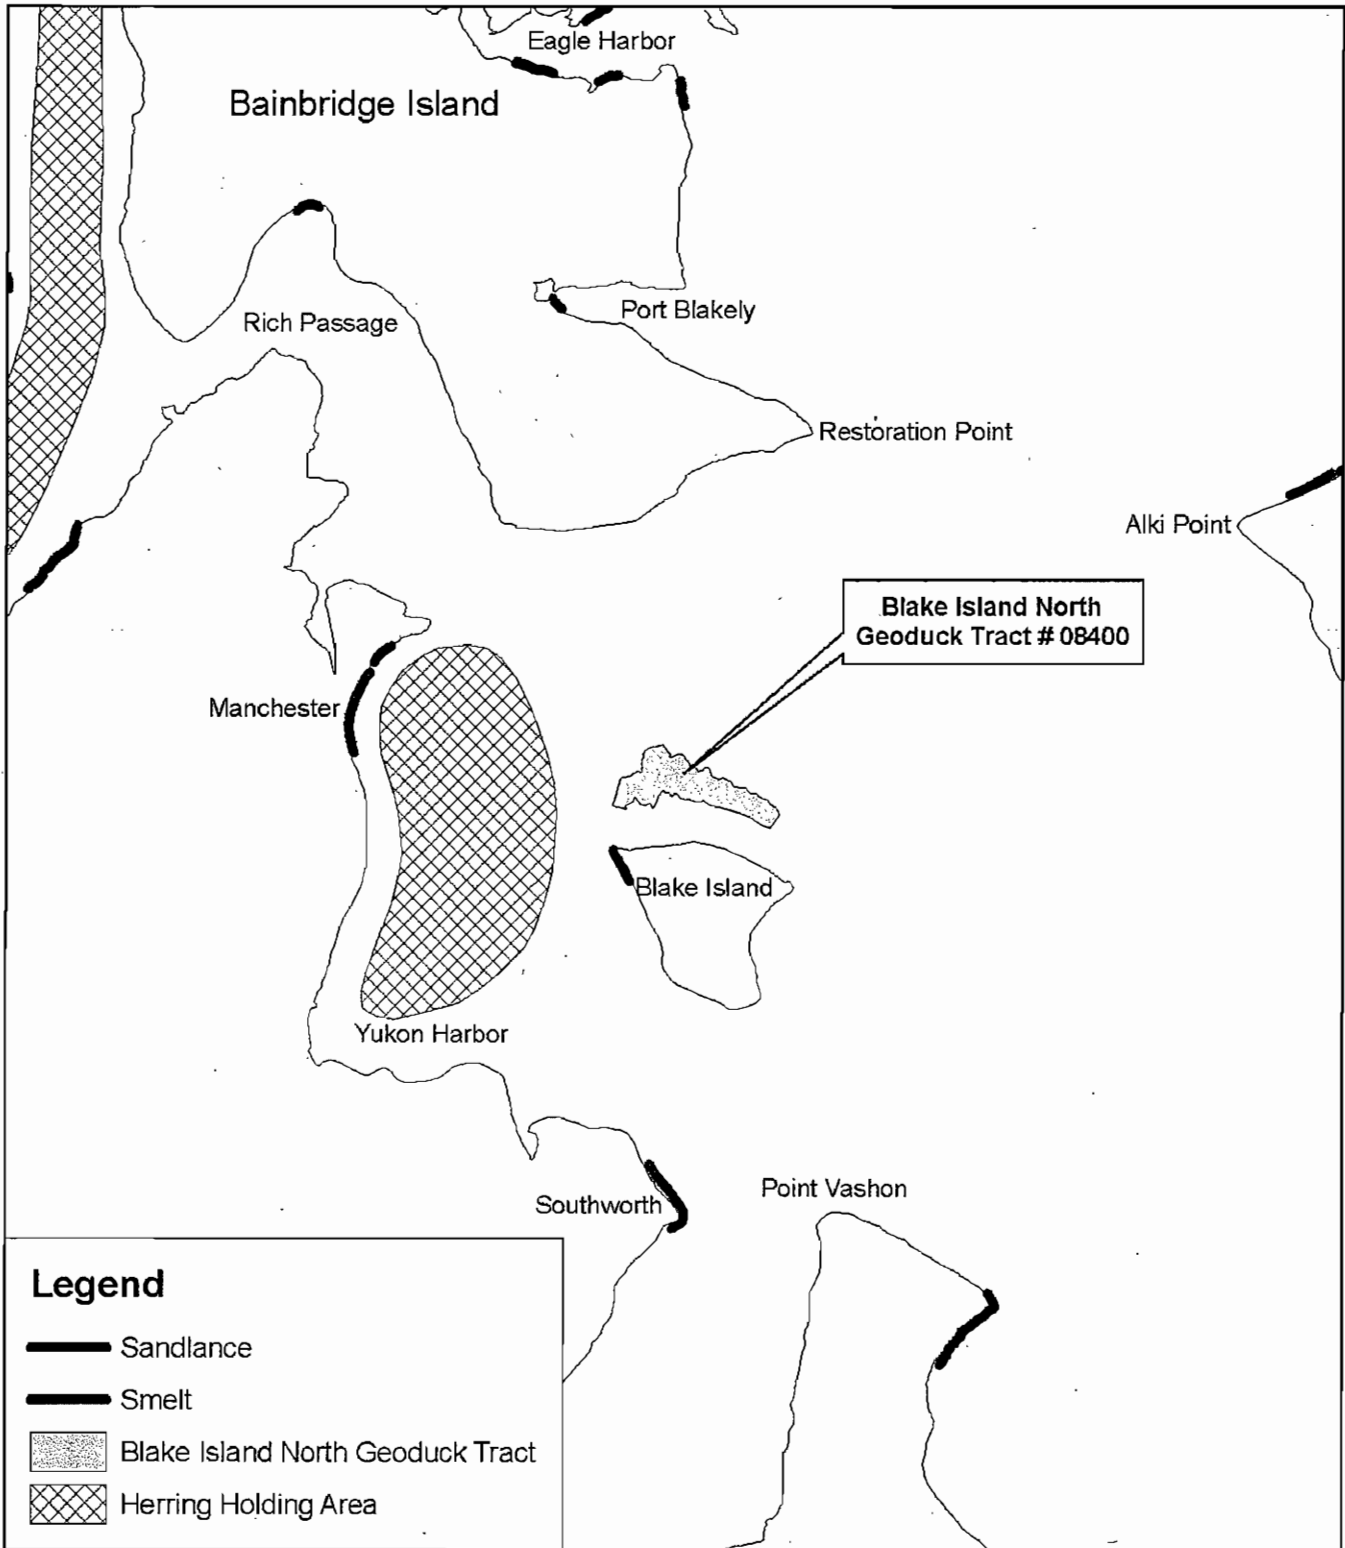 Eagle Harbor
Bainbridge Island
Port Blakely
Rich Passage
Restoration Point
Alki Point
Blake Island North
Geoduck Tract # 08400
Manchester
Blake Island
Yukon Harbor
Point Vashon
Southworth
Legend
Sandlance
Smelt
Blake Island North Geoduck Tract
Herring Holding Area